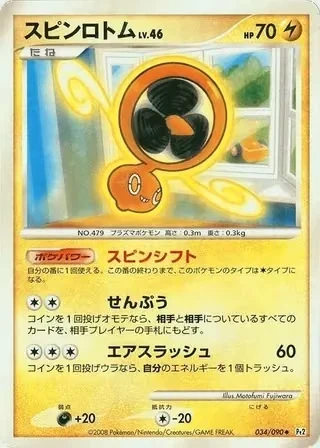 スピンロトム LV.46 HP 70
たね
NO.479 プラズマポケモン 高さ：0.3m 重さ：0.3kg
ポケパワー スピンシフト
自分の番に1回使える。この番の終わりまで、このポケモンのタイプは タイプ
になる。
せんぷう
コインを1回投げオモテなら、相手と相手についているすべての
カードを、相手プレイヤーの手札にもどす。
エアスラッシュ 60
コインを1回投げウラなら、自分のエネルギーを1個トラッシュ。
Illus. Motofumi Fujiwara
弱点 +20 抵抗力 -20 にげる
©2008 Pokémon/Nintendo/Creatures/GAME FREAK. 034/090 Pt2